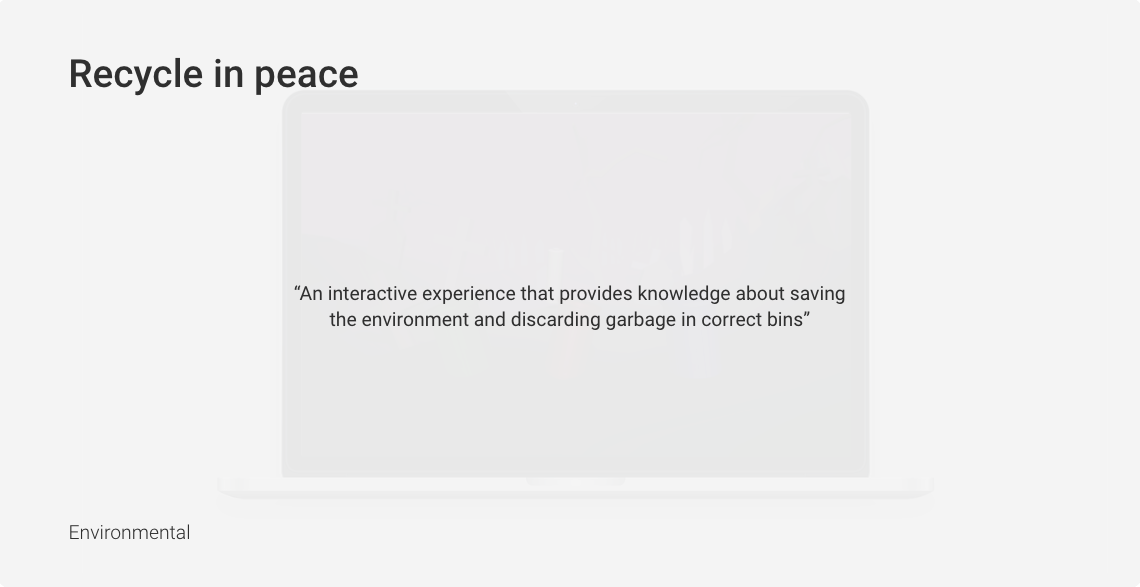 Recycle in peace
“An interactive experience that provides knowledge about saving
the environment and discarding garbage in correct bins”
Environmental